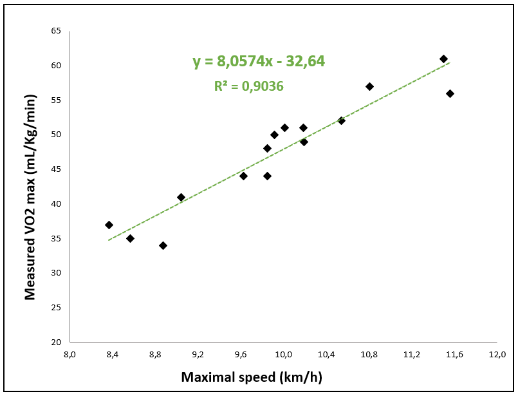 y = 8,0574x - 32,64
R² = 0,9036
Measured VO2 max (mL/Kg/min)
65
60
55
50
45
40
35
30
25
20
8,0 8,4 8,8 9,2 9,6 10,0 10,4 10,8 11,2 11,6 12,0
Maximal speed (km/h)